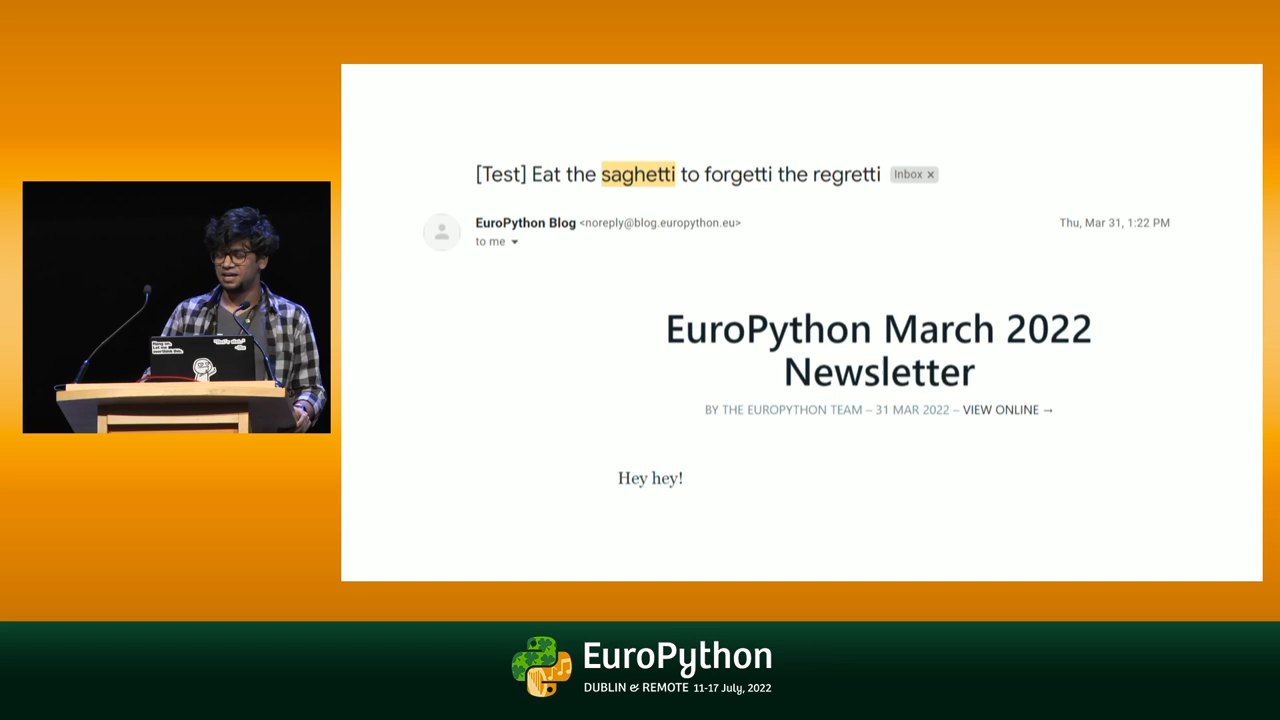 [Test] Eat the saghetti to forgetti the regretti Inbox ×
EuroPython Blog <noreply@blog.europython.eu>
Thu, Mar 31, 1:22 PM
to me
EuroPython March 2022
Newsletter
BY THE EUROPYTHON TEAM – 31 MAR 2022 – VIEW ONLINE →
Hey hey!
EuroPython
DUBLIN & REMOTE 11-17 July, 2022